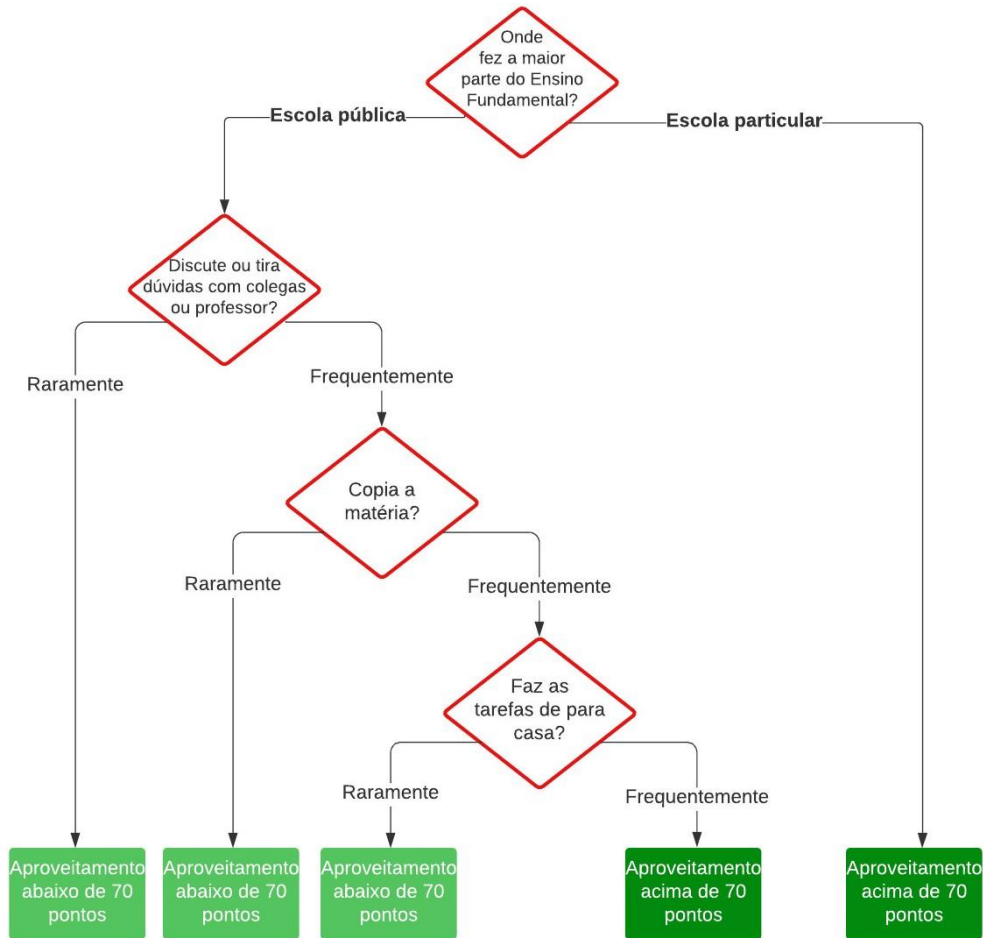 Onde
fez a maior
parte do Ensino
Fundamental?
Escola pública
Escola particular
Discute ou tira
dúvidas com colegas
ou professor?
Raramente
Frequentemente
Copia a
matéria?
Raramente
Frequentemente
Faz as
tarefas de para
casa?
Raramente
Frequentemente
Aproveitamento
abaixo de 70
pontos
Aproveitamento
abaixo de 70
pontos
Aproveitamento
abaixo de 70
pontos
Aproveitamento
acima de 70
pontos
Aproveitamento
acima de 70
pontos